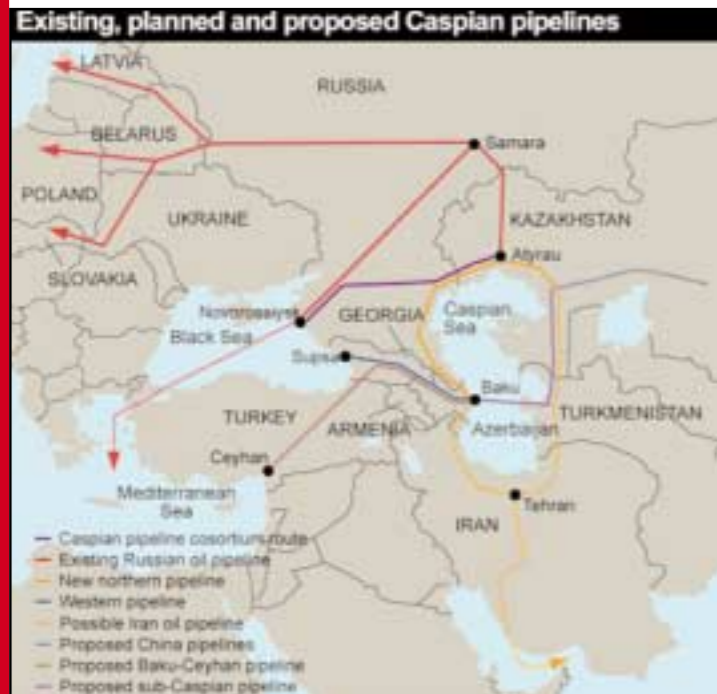 Existing, planned and proposed Caspian pipelines
LATVIA
RUSSIA
BELARUS
Samara
POLAND
UKRAINE
KAZAKHSTAN
SLOVAKIA
Atyrau
Novorossiysk
GEORGIA
Caspian
Sea
Black Sea
Supsa
Baku
TURKEY
ARMENIA
Azerbaijan
TURKMENISTAN
Ceyhan
Mediterranean
Sea
Tehran
IRAN
Caspian pipeline cosortium route
Existing Russian oil pipeline
New northern pipeline
Western pipeline
Possible Iran oil pipeline
Proposed China pipelines
Proposed Baku-Ceyhan pipeline
Proposed sub-Caspian pipeline